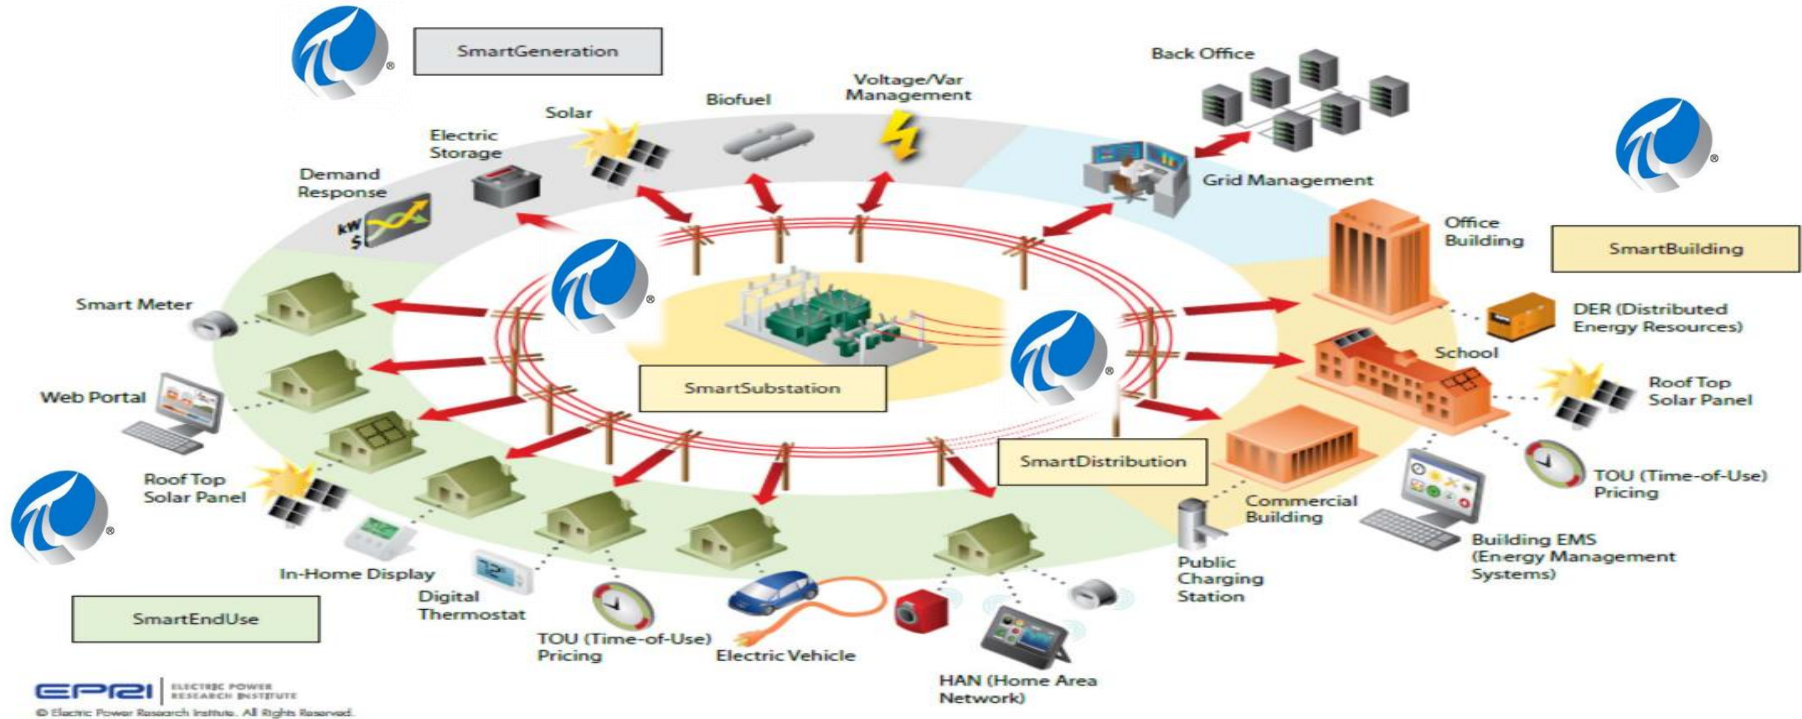 SmartGeneration
Back Office
Voltage/Var
Management
Biofuel
Solar
Electric
Storage
Demand
Response
kW
$
Grid Management
Office
Building
SmartBuilding
Smart Meter
DER (Distributed
Energy Resources)
School
SmartSubstation
Web Portal
Roof Top
Solar Panel
SmartDistribution
Roof Top
Solar Panel
TOU (Time-of-Use)
Pricing
Commercial
Building
Building EMS
(Energy Management
Systems)
Public
Charging
Station
In-Home Display
Digital
Thermostat
72°
SmartEndUse
TOU (Time-of-Use)
Pricing
Electric Vehicle
HAN (Home Area
Network)
EPRI
ELECTRIC POWER
RESEARCH INSTITUTE
© Electric Power Research Institute. All Rights Reserved.
®
®
®
®
®